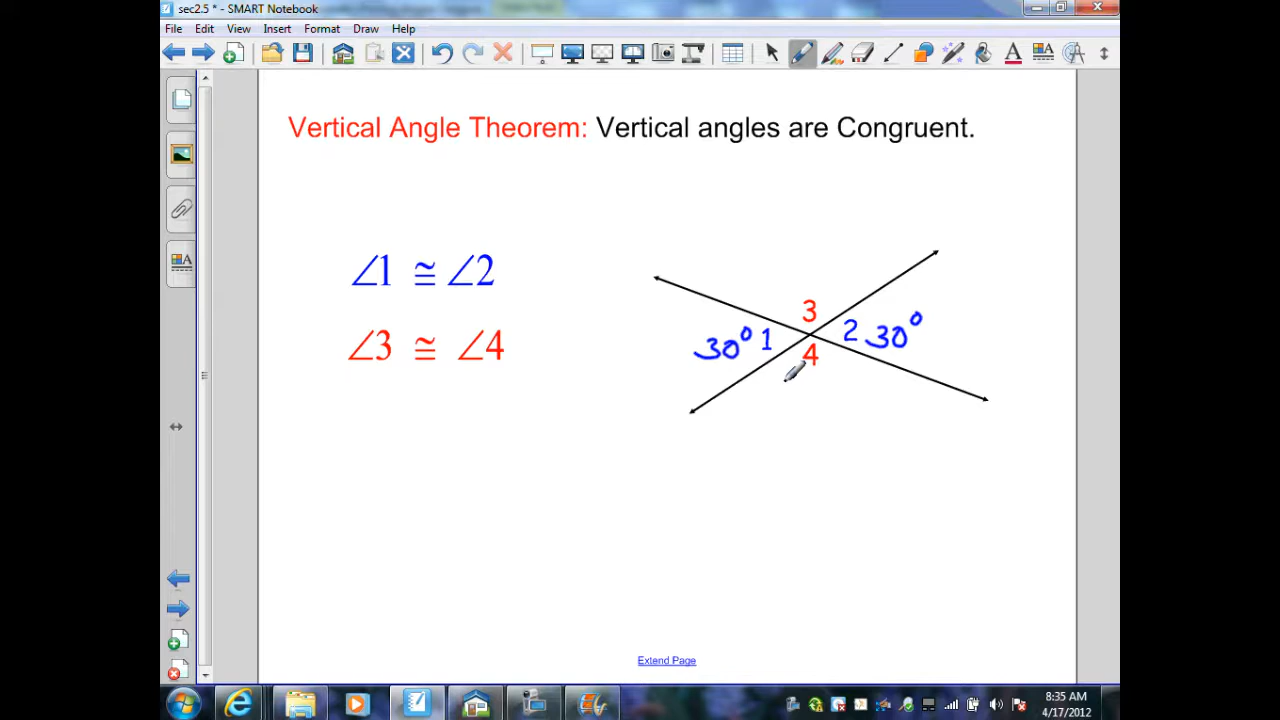 sec2.5 * - SMART Notebook
File Edit View Insert Format Draw Help
Vertical Angle Theorem: Vertical angles are Congruent.
∠1 ≅ ∠2
∠3 ≅ ∠4
3
30° 1 2 30°
4
Extend Page
8:35 AM
4/17/2012